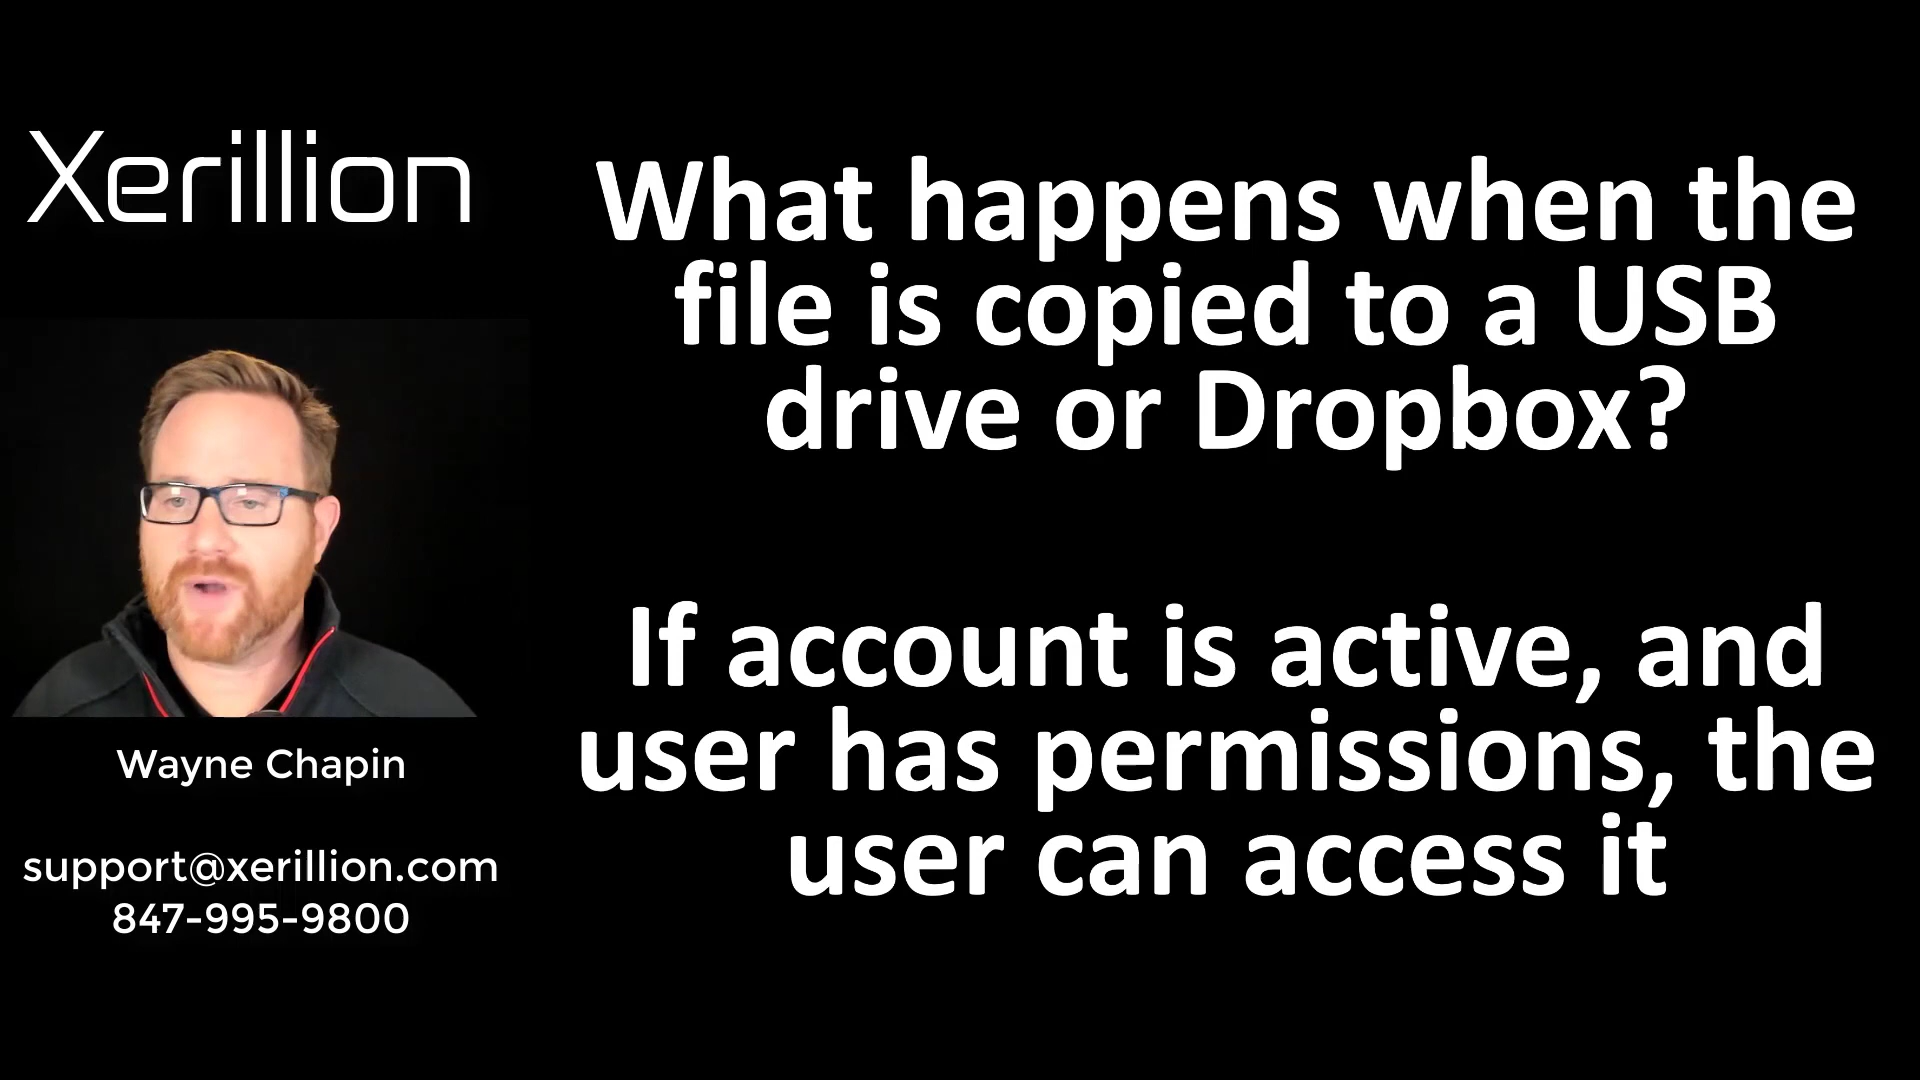 Xerillion
What happens when the
file is copied to a USB
drive or Dropbox?
If account is active, and
user has permissions, the
user can access it
Wayne Chapin
support@xerillion.com
847-995-9800